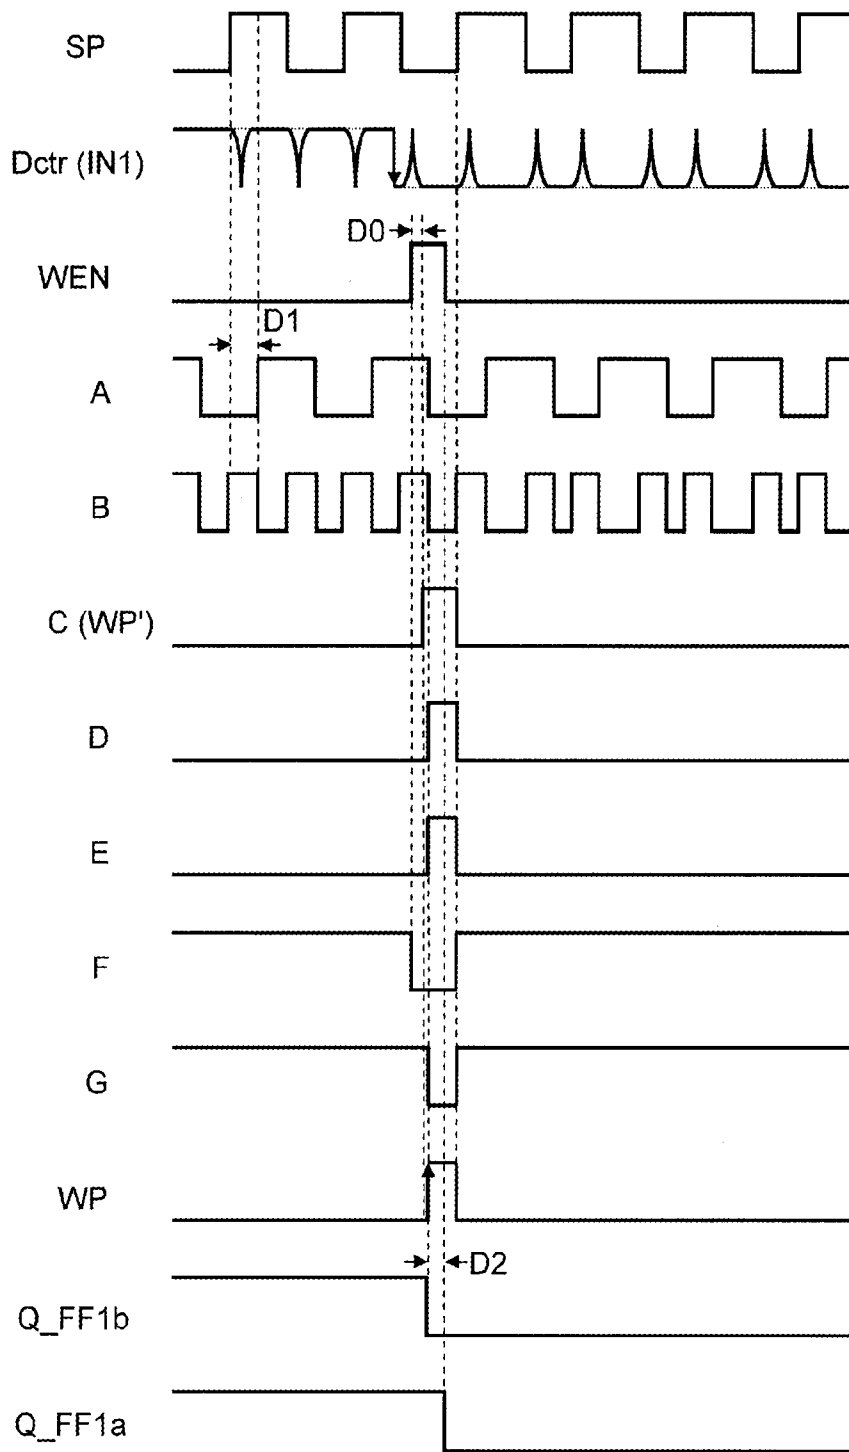 SP
Dctr (IN1)
D0
WEN
D1
A
B
C (WP')
D
E
F
G
WP
D2
Q_FF1b
Q_FF1a